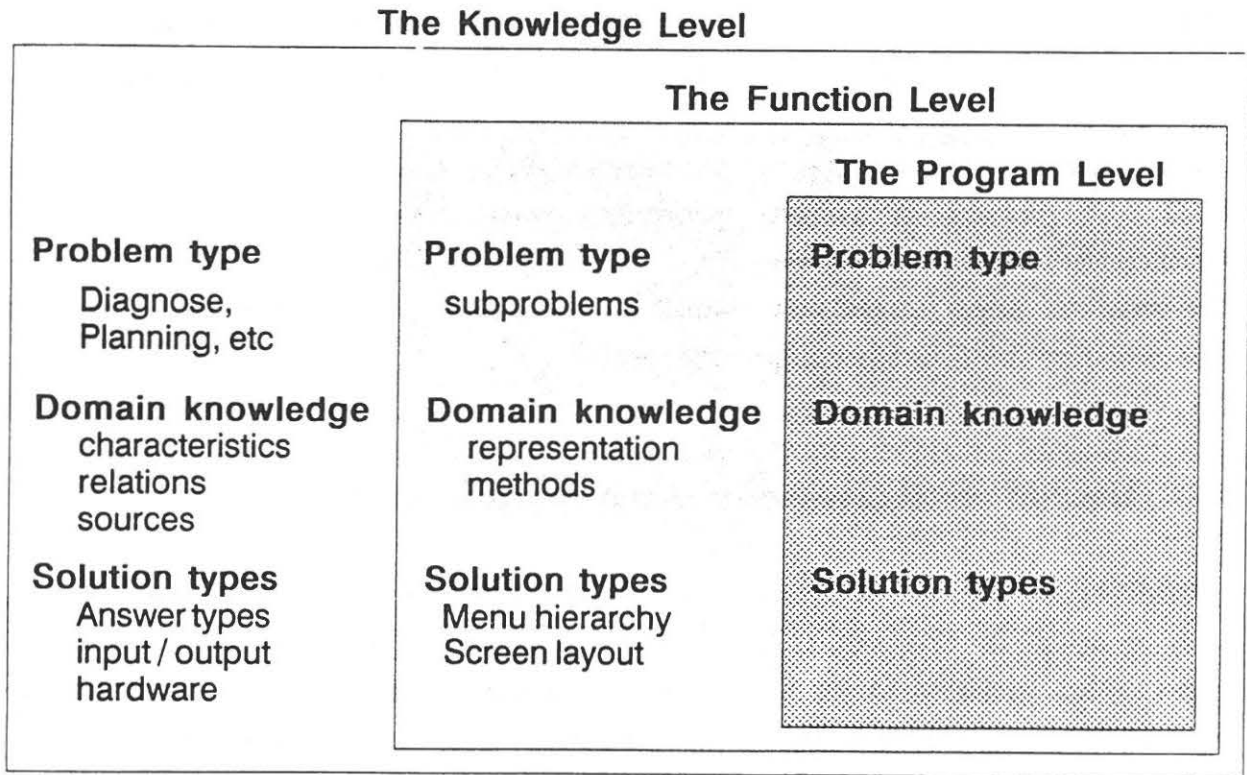 The Knowledge Level
The Function Level
The Program Level
Problem type
Diagnose,
Planning, etc
Domain knowledge
characteristics
relations
sources
Solution types
Answer types
input / output
hardware
Problem type
subproblems
Domain knowledge
representation
methods
Solution types
Menu hierarchy
Screen layout
Problem type
Domain knowledge
Solution types